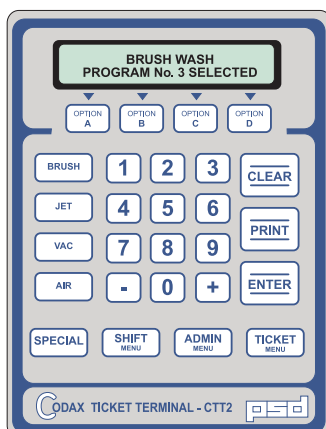 BRUSH WASH
PROGRAM No. 3 SELECTED
OPTION A OPTION B OPTION C OPTION D
BRUSH 1 2 3 CLEAR
JET 4 5 6 PRINT
VAC 7 8 9
AIR - 0 + ENTER
SPECIAL SHIFT MENU ADMIN MENU TICKET MENU
CODAX TICKET TERMINAL - CTT2 psd